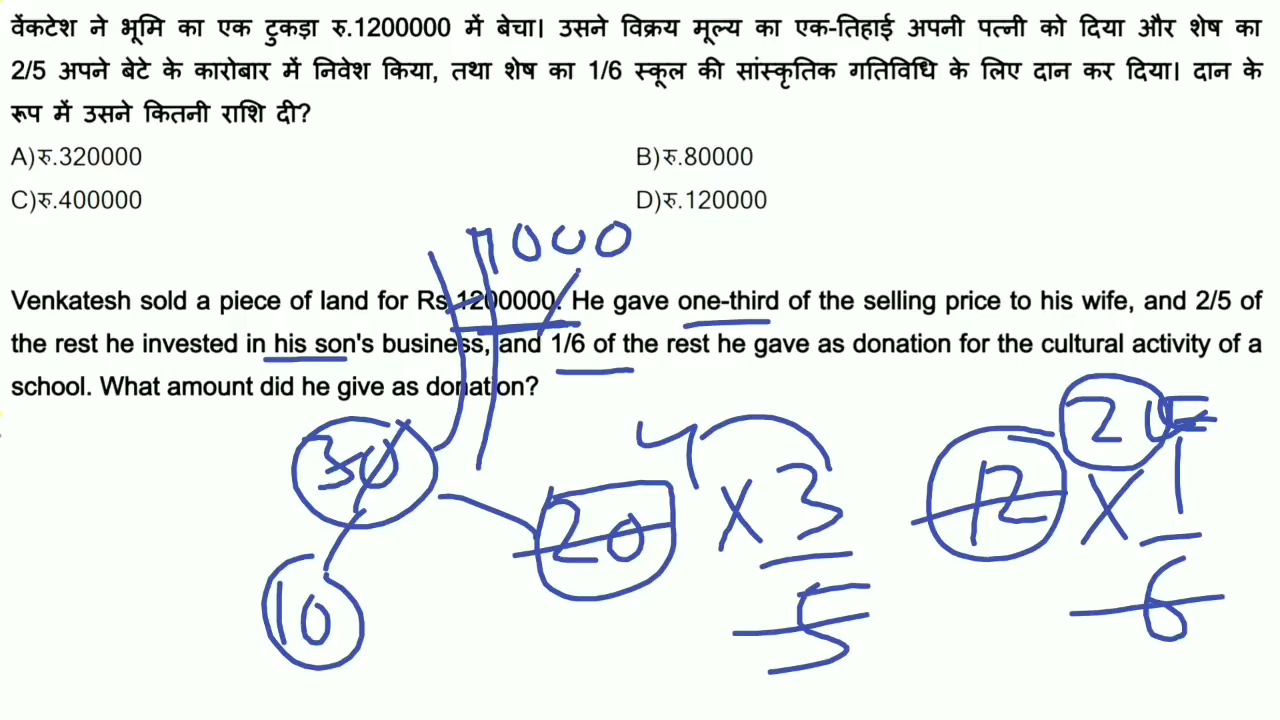 वेंकटेश ने भूमि का एक टुकड़ा रु.1200000 में बेचा। उसने विक्रय मूल्य का एक-तिहाई अपनी पत्नी को दिया और शेष का
2/5 अपने बेटे के कारोबार में निवेश किया, तथा शेष का 1/6 स्कूल की सांस्कृतिक गतिविधि के लिए दान कर दिया। दान के
रूप में उसने कितनी राशि दी?
A)रु.320000 B)रु.80000
C)रु.400000 D)रु.120000
Venkatesh sold a piece of land for Rs.1200000. He gave one-third of the selling price to his wife, and 2/5 of
the rest he invested in his son's business, and 1/6 of the rest he gave as donation for the cultural activity of a
school. What amount did he give as donation?
4 2
30 20 x 3 12 x 1
10 5 6